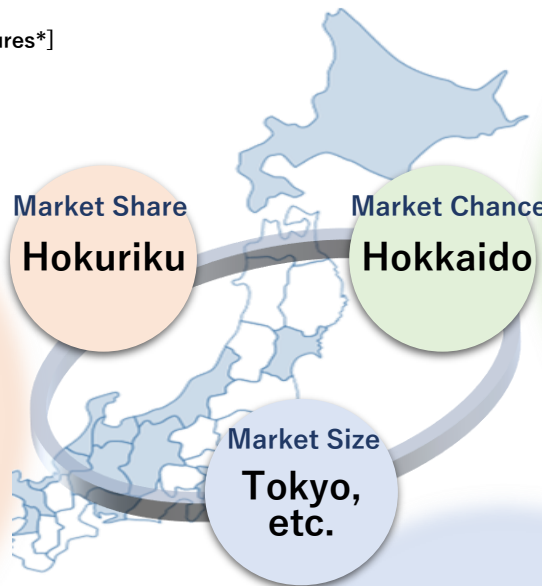 ures*]
Market Share
Hokuriku
Market Chance
Hokkaido
Market Size
Tokyo,
etc.